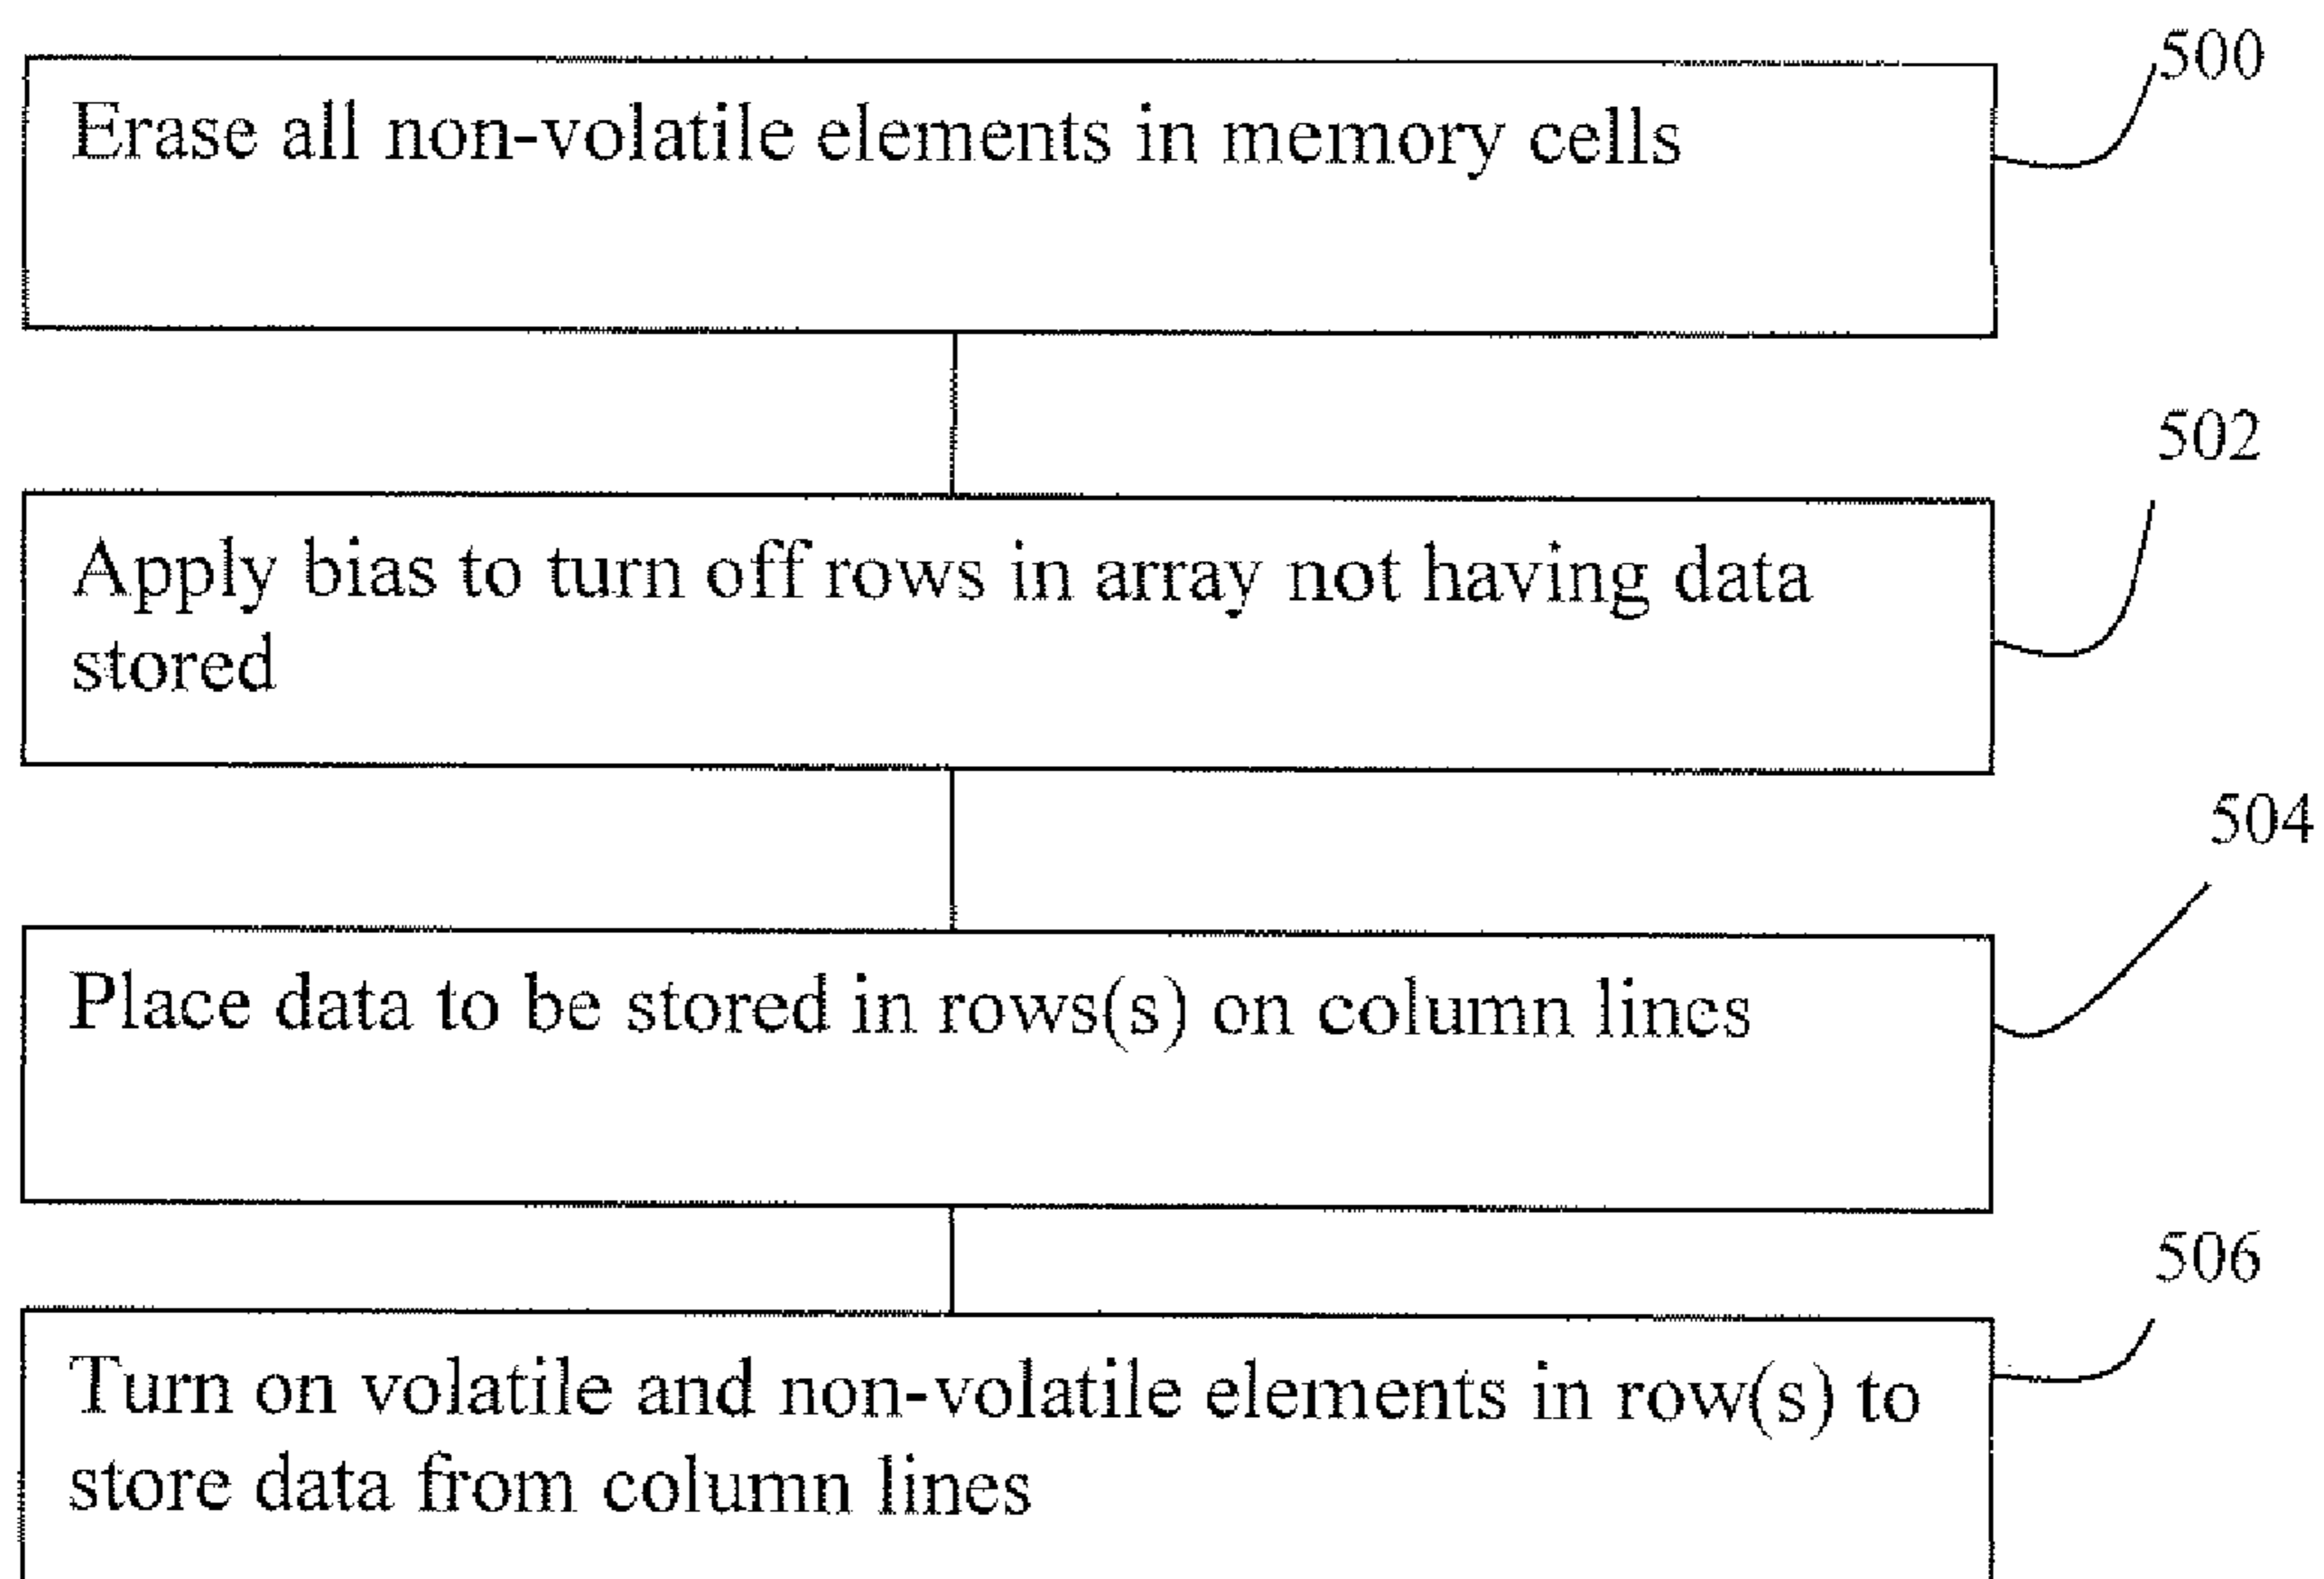 500
Erase all non-volatile elements in memory cells
502
Apply bias to turn off rows in array not having data
stored
504
Place data to be stored in rows(s) on column lines
506
Turn on volatile and non-volatile elements in row(s) to
store data from column lines